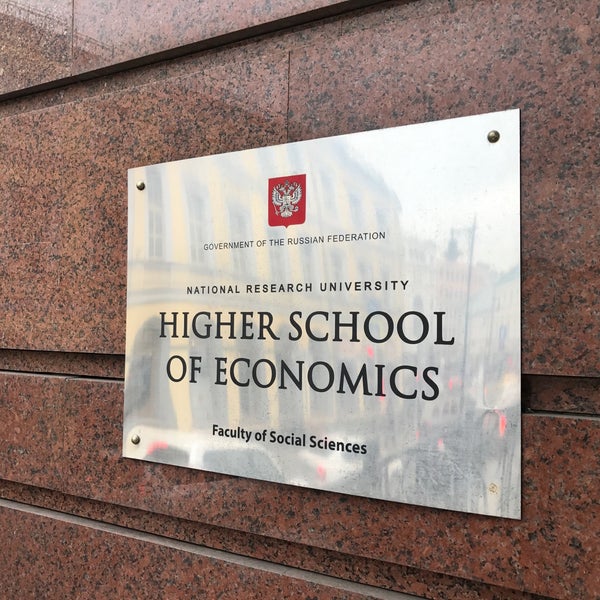 GOVERNMENT OF THE RUSSIAN FEDERATION
NATIONAL RESEARCH UNIVERSITY
HIGHER SCHOOL
OF ECONOMICS
Faculty of Social Sciences